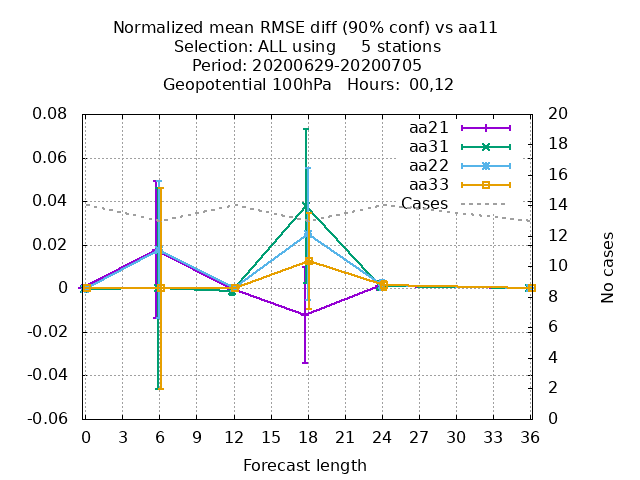 Normalized mean RMSE diff (90% conf) vs aa11
Selection: ALL using     5 stations
Period: 20200629-20200705
Geopotential 100hPa   Hours: 00,12
0.08
0.06
0.04
0.02
0
-0.02
-0.04
-0.06
20
18
16
14
12
10
8
6
4
2
0
aa21
aa31
aa22
aa33
Cases
No cases
0 3 6 9 12 15 18 21 24 27 30 33 36
Forecast length